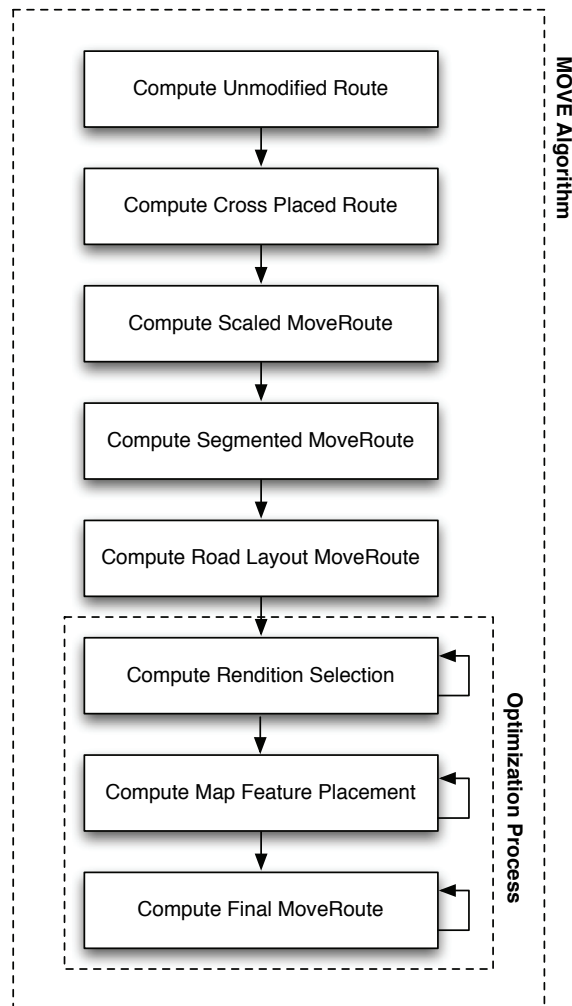 MOVE Algorithm
Compute Unmodified Route
Compute Cross Placed Route
Compute Scaled MoveRoute
Compute Segmented MoveRoute
Compute Road Layout MoveRoute
Optimization Process
Compute Rendition Selection
Compute Map Feature Placement
Compute Final MoveRoute